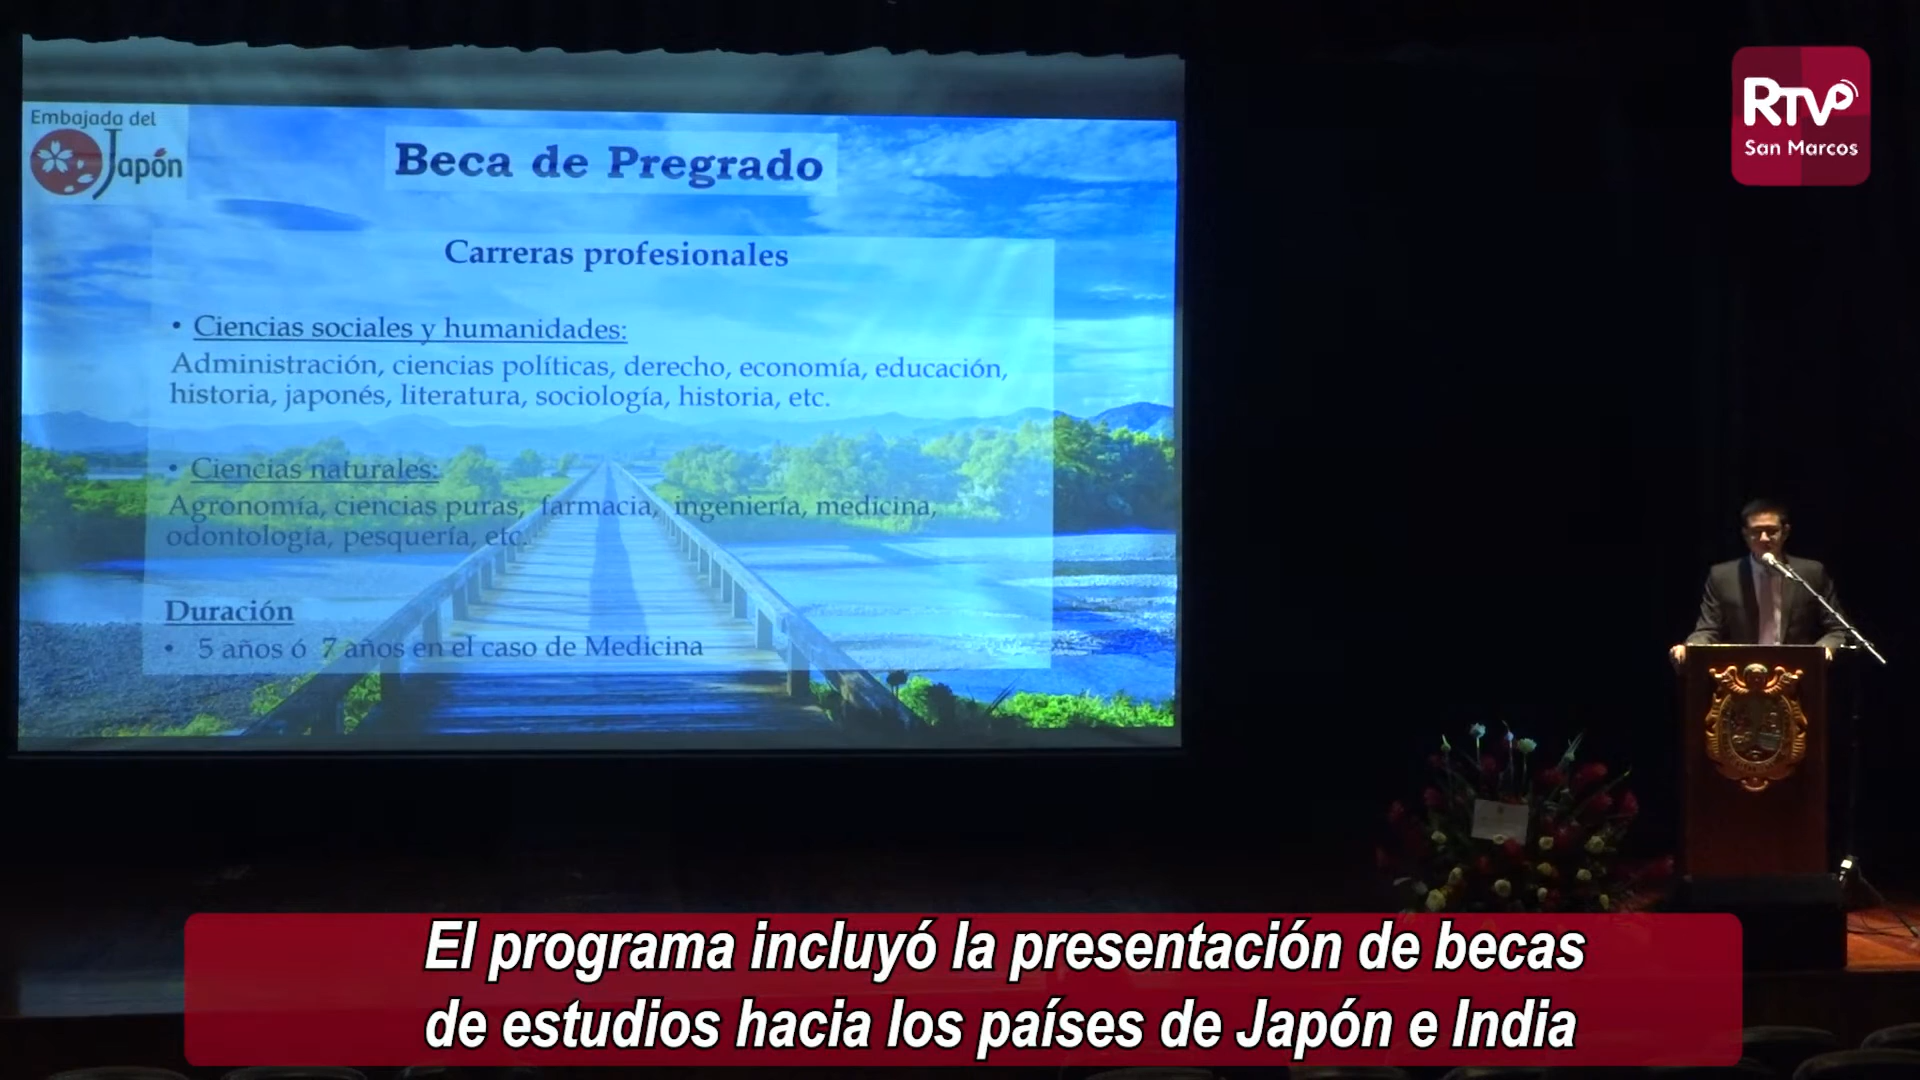 Embajada del
Japón
Beca de Pregrado
Carreras profesionales
• Ciencias sociales y humanidades:
Administración, ciencias políticas, derecho, economía, educación,
historia, japonés, literatura, sociología, historia, etc.
• Ciencias naturales:
Agronomía, ciencias puras, farmacia, ingeniería, medicina,
odontología, pesquería, etc.
Duración
• 5 años ó 7 años en el caso de Medicina
RTV
San Marcos
El programa incluyó la presentación de becas
de estudios hacia los países de Japón e India